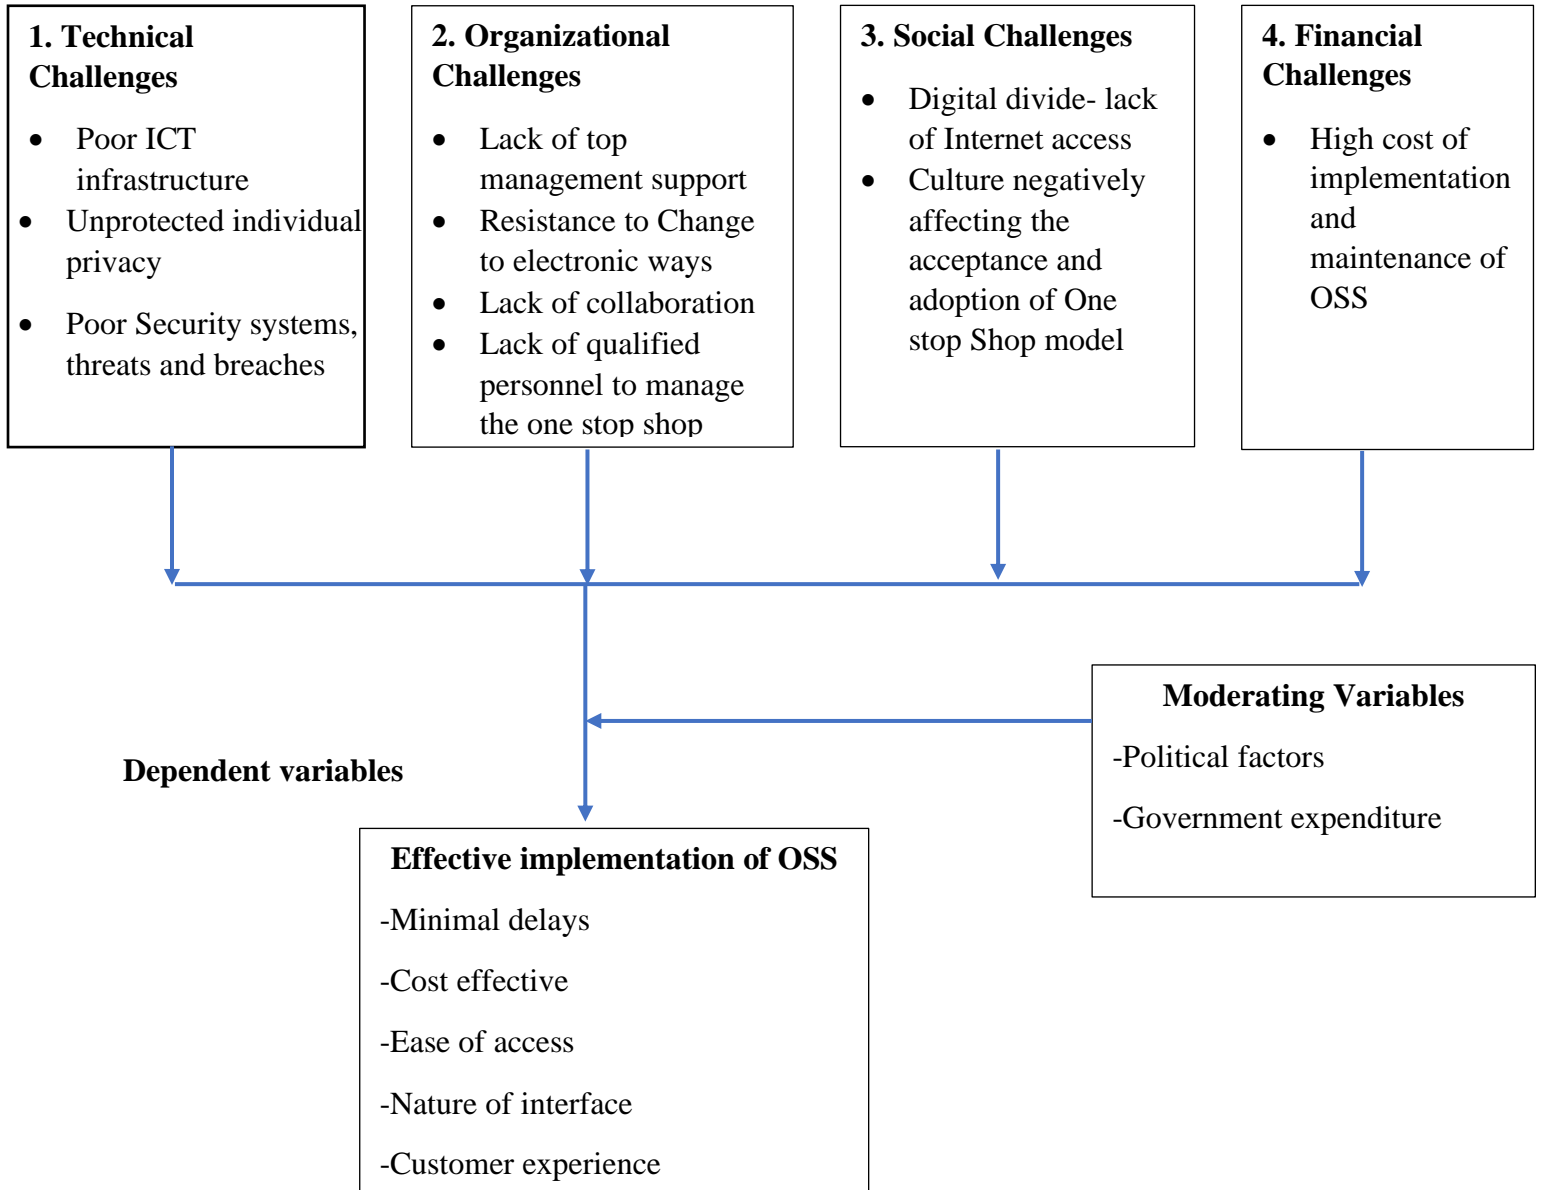 1. Technical
Challenges
• Poor ICT
infrastructure
• Unprotected individual
privacy
• Poor Security systems,
threats and breaches
2. Organizational
Challenges
• Lack of top
management support
• Resistance to Change
to electronic ways
• Lack of collaboration
• Lack of qualified
personnel to manage
the one stop shop
3. Social Challenges
• Digital divide- lack
of Internet access
• Culture negatively
affecting the
acceptance and
adoption of One
stop Shop model
4. Financial
Challenges
• High cost of
implementation
and
maintenance of
OSS
Moderating Variables
-Political factors
-Government expenditure
Dependent variables
Effective implementation of OSS
-Minimal delays
-Cost effective
-Ease of access
-Nature of interface
-Customer experience